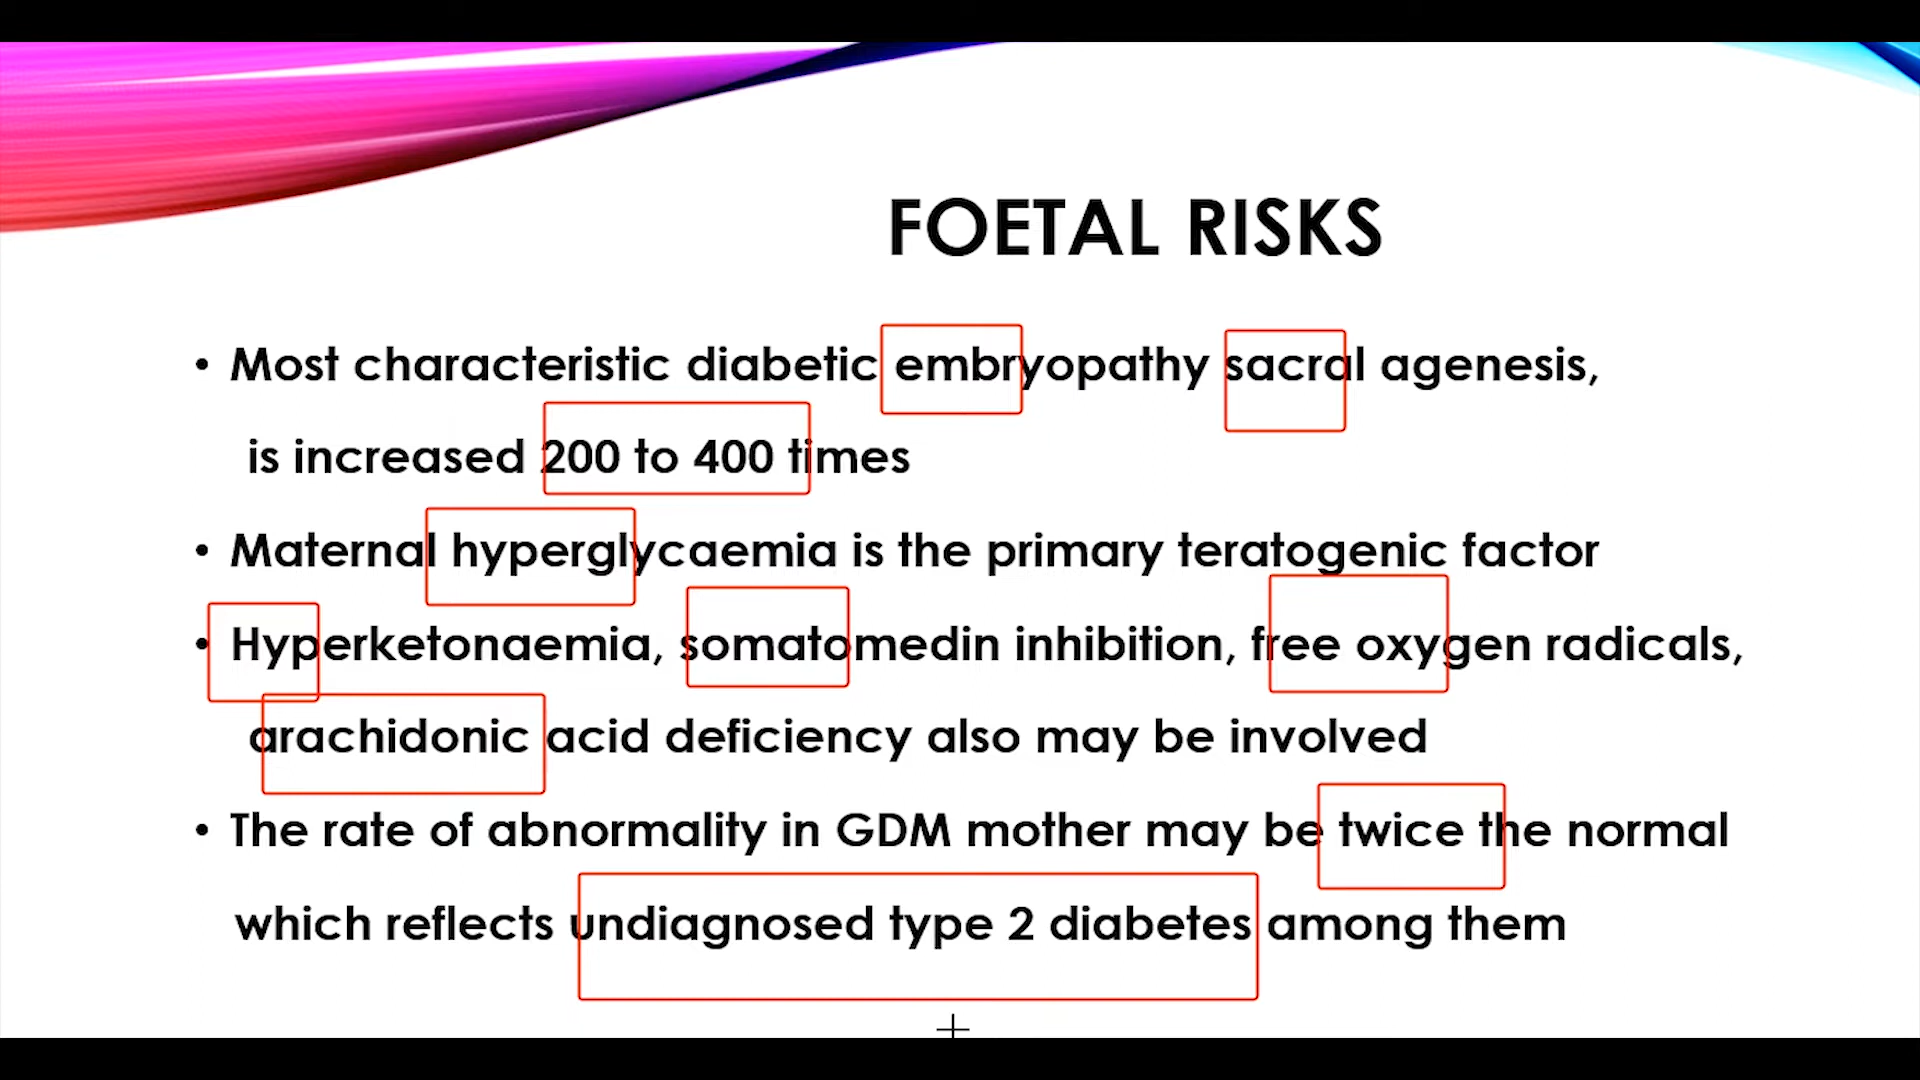 FOETAL RISKS
• Most characteristic diabetic embryopathy sacral agenesis,
is increased 200 to 400 times
• Maternal hyperglycaemia is the primary teratogenic factor
• Hyperketonaemia, somatomedin inhibition, free oxygen radicals,
arachidonic acid deficiency also may be involved
• The rate of abnormality in GDM mother may be twice the normal
which reflects undiagnosed type 2 diabetes among them